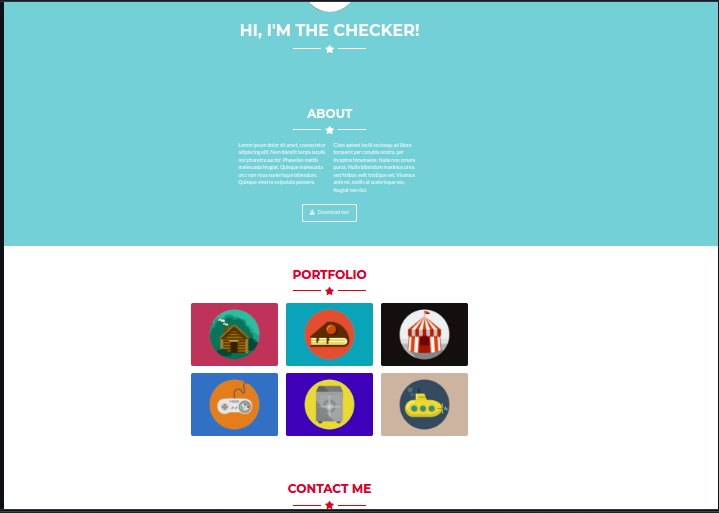 HI, I'M THE CHECKER!
ABOUT
Lorem ipsum dolor sit amet, consectetur
adipiscing elit. Nam blandit turpis iaculis
nisl pharetra auctor. Phasellus mattis
malesuada feugiat. Quisque malesuada
orci non risus scelerisque bibendum.
Quisque viverra vulputate posuere.
Class aptent taciti sociosqu ad litora
torquent per conubia nostra, per
inceptos himenaeos. Nulla non ornare
purus. Nulla bibendum maximus urna,
sed finibus velit tristique vel. Vivamus
ante mi, mollis at scelerisque nec,
feugiat non dui.
Download me!
PORTFOLIO
CONTACT ME